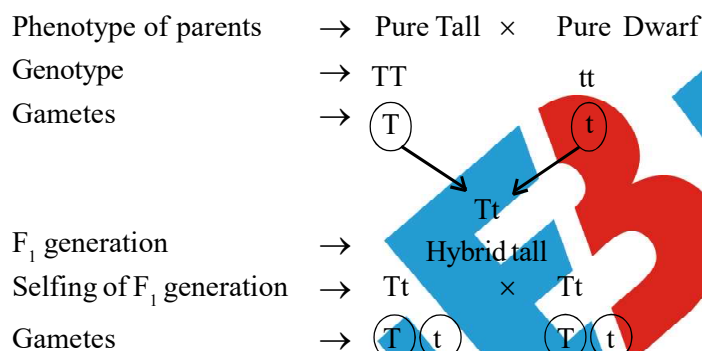 Phenotype of parents → Pure Tall × Pure Dwarf
Genotype → TT tt
Gametes → T t
Tt
F₁ generation → Hybrid tall
Selfing of F₁ generation → Tt × Tt
Gametes → T t T t